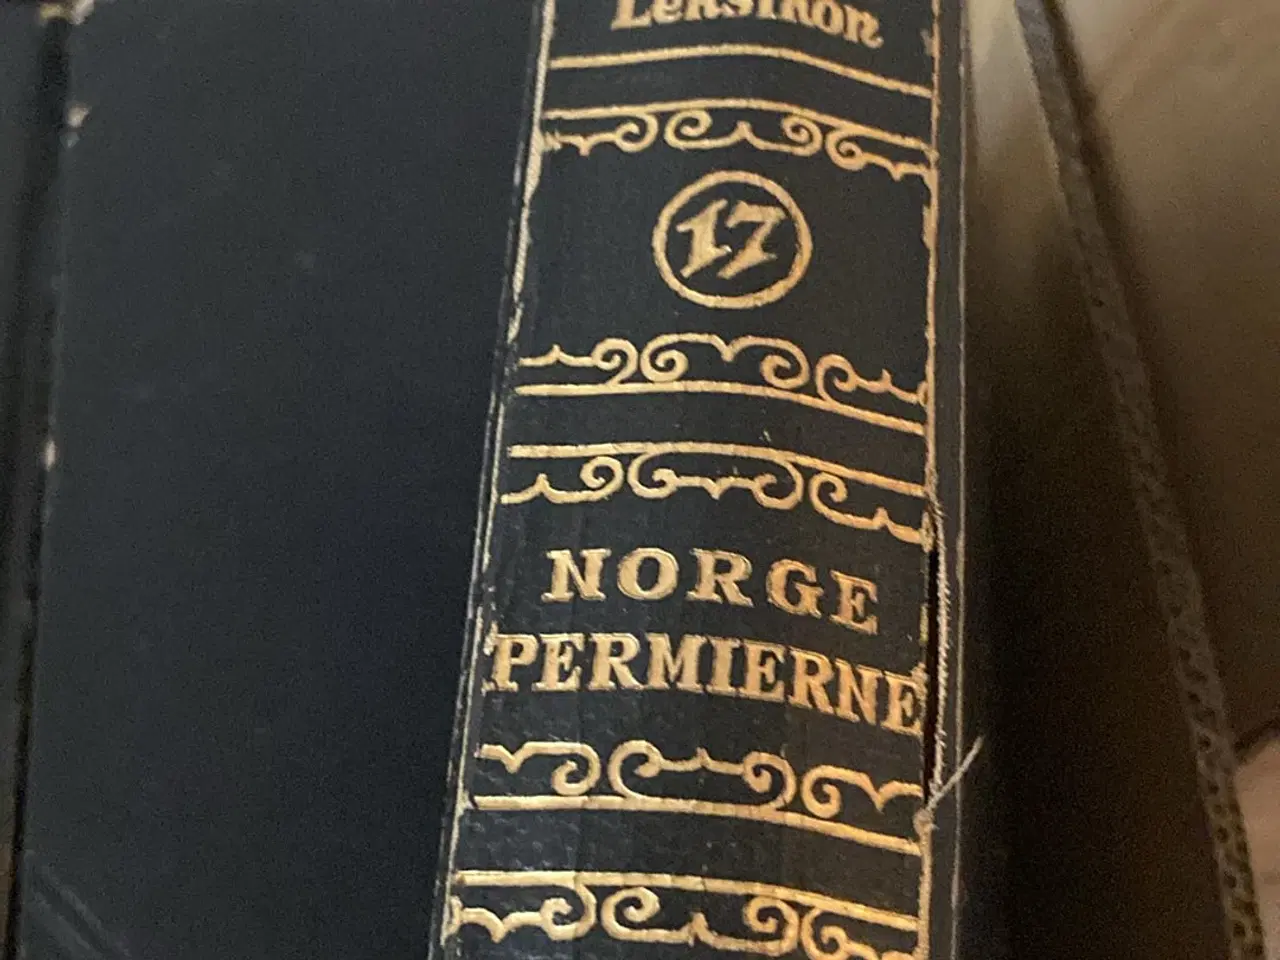 Leksikon
17
NORGE
PERMIERNE